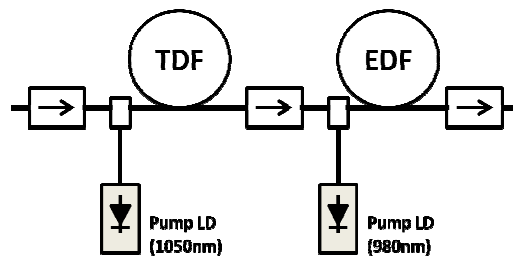 TDF
EDF
Pump LD
(1050nm)
Pump LD
(980nm)